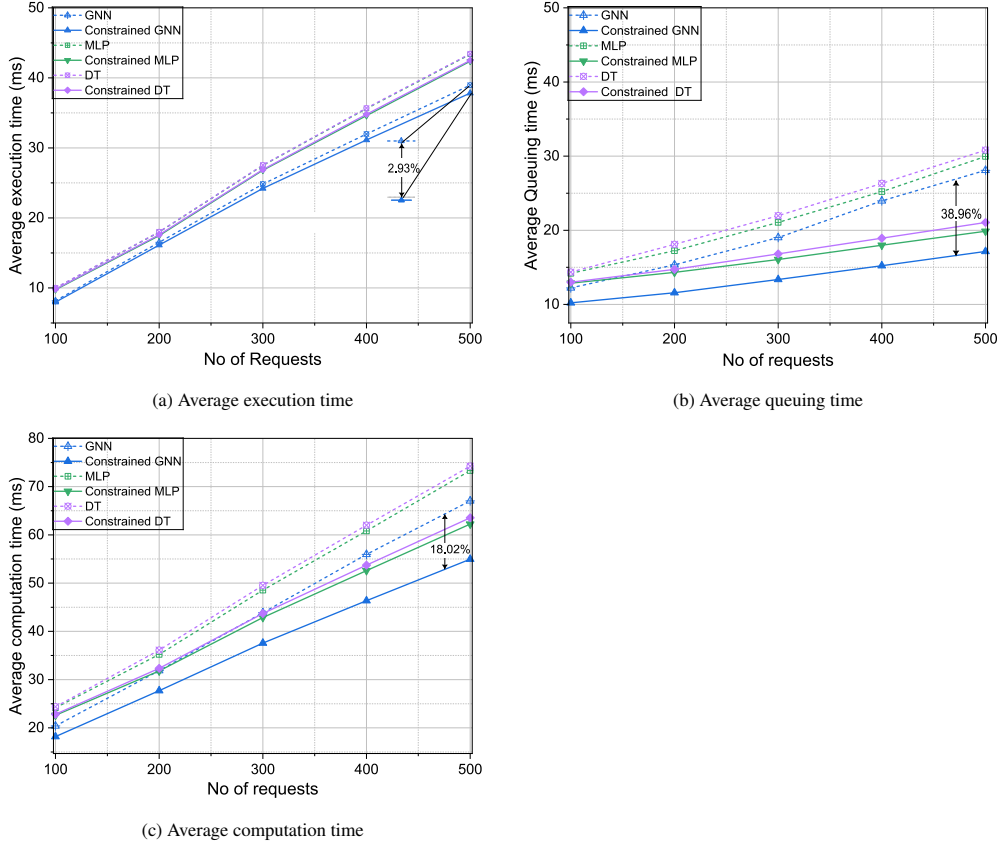 GNN
Constrained GNN
MLP
Constrained MLP
DT
Constrained DT
50
40
30
20
10
Average execution time (ms)
2.93%
100 200 300 400 500
No of Requests
(a) Average execution time
GNN
Constrained GNN
MLP
Constrained MLP
DT
Constrained DT
50
40
30
20
10
Average Queuing time (ms)
38.96%
100 200 300 400 500
No of requests
(b) Average queuing time
GNN
Constrained GNN
MLP
Constrained MLP
DT
Constrained DT
80
70
60
50
40
30
20
Average computation time (ms)
18.02%
100 200 300 400 500
No of requests
(c) Average computation time